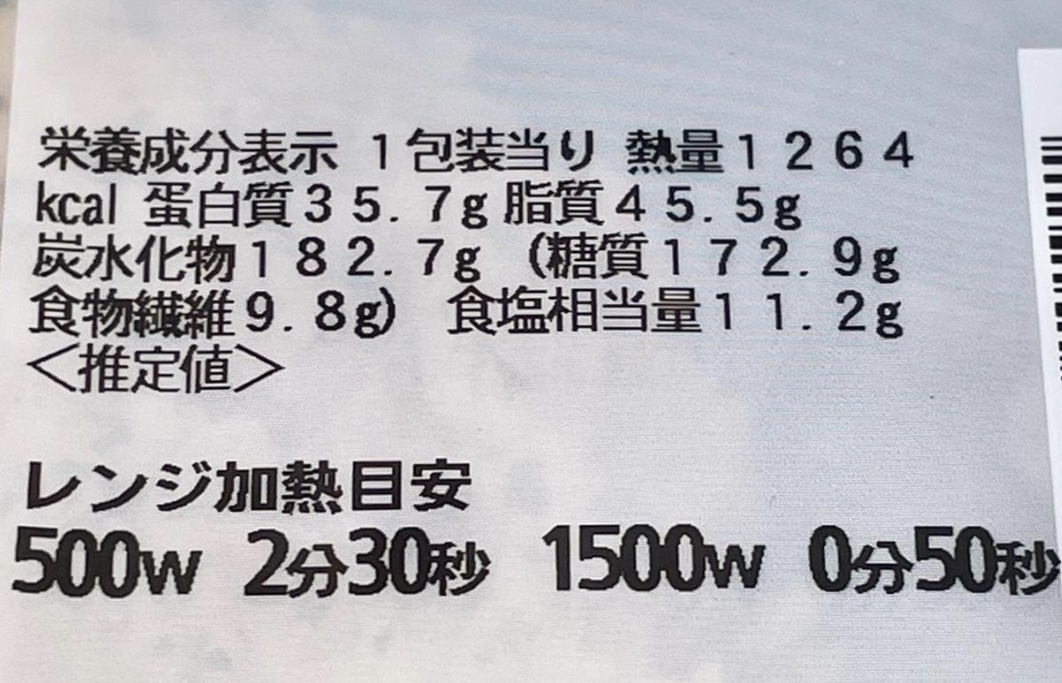 栄養成分表示 1包装当り 熱量1264
kcal 蛋白質35.7g 脂質45.5g
炭水化物182.7g (糖質172.9g
食物繊維9.8g) 食塩相当量11.2g
<推定値>
レンジ加熱目安
500w 2分30秒 1500w 0分50秒